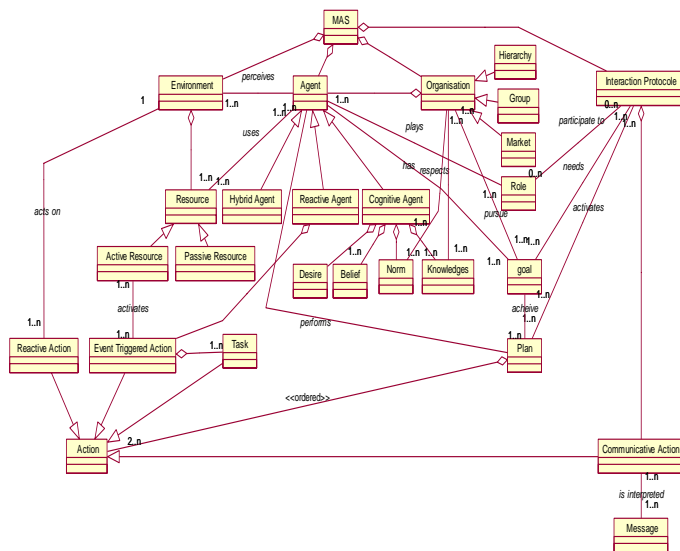 MAS
Hierarchy
perceives
Environment
Agent
Organisation
Interaction Protocole
1
1..n
1..n
1..n
1..n
0..n
1..n
1..n
Group
plays
participate to
uses
Market
has
respects
needs
0..n
1..n
1..n
Resource
Hybrid Agent
Reactive Agent
Cognitive Agent
Role
acts on
activates
1..n
pursue
Active Resource
Passive Resource
1..n
1..n
1..n
1..n
1..n
1..n
Desire
Belief
Norm
Knowledges
goal
1..n
1..n
activates
acheive
1..n
1..n
1..n
performs
1..n
1..n
Reactive Action
Event Triggered Action
Task
Plan
<<ordered>>
2..n
Action
Communicative Action
1..n
is interpreted
1..n
Message